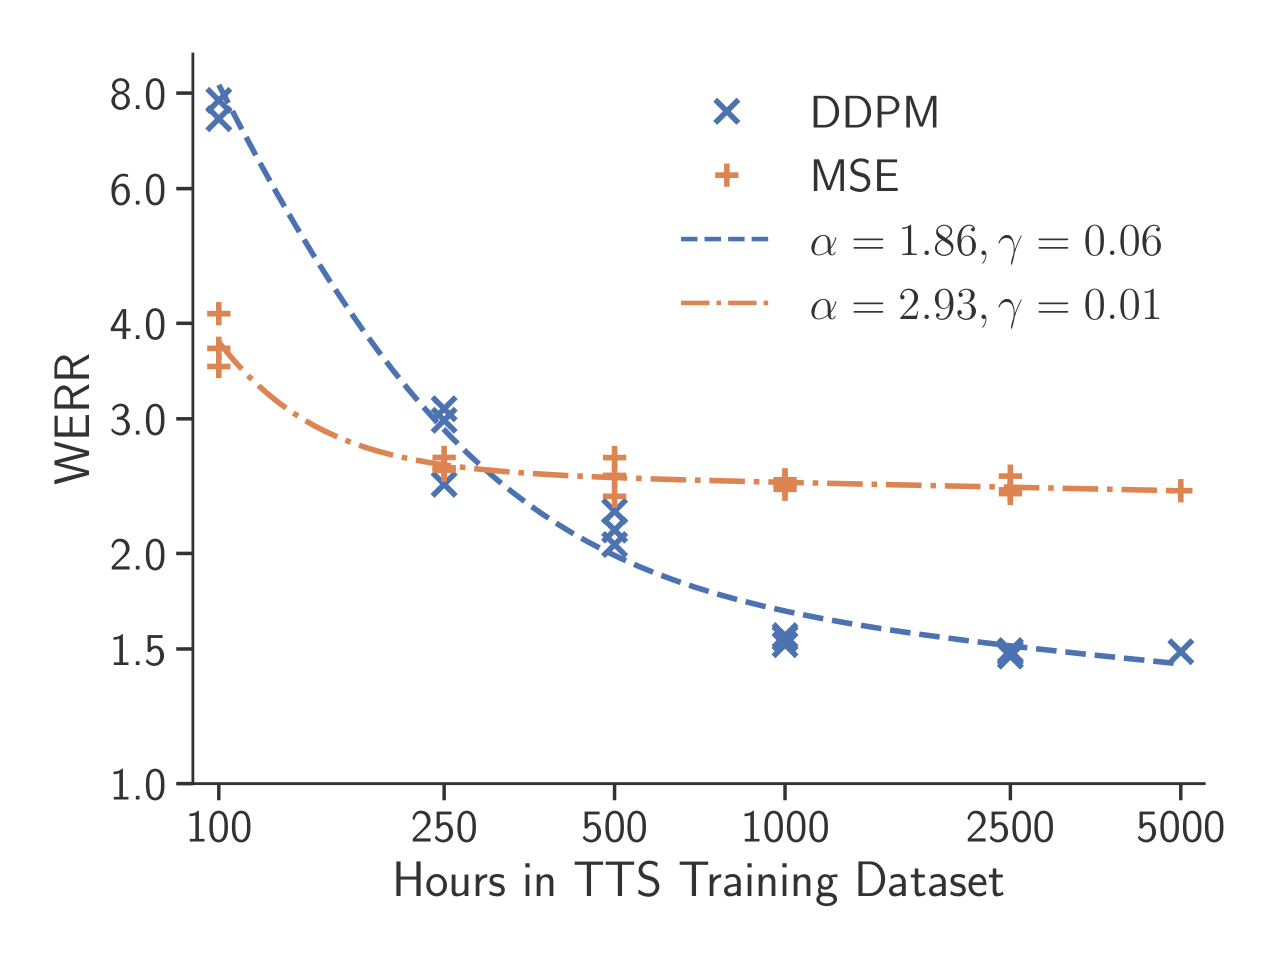 8.0
6.0
4.0
3.0
2.0
1.5
1.0
WERR
DDPM
MSE
α = 1.86, γ = 0.06
α = 2.93, γ = 0.01
100 250 500 1000 2500 5000
Hours in TTS Training Dataset